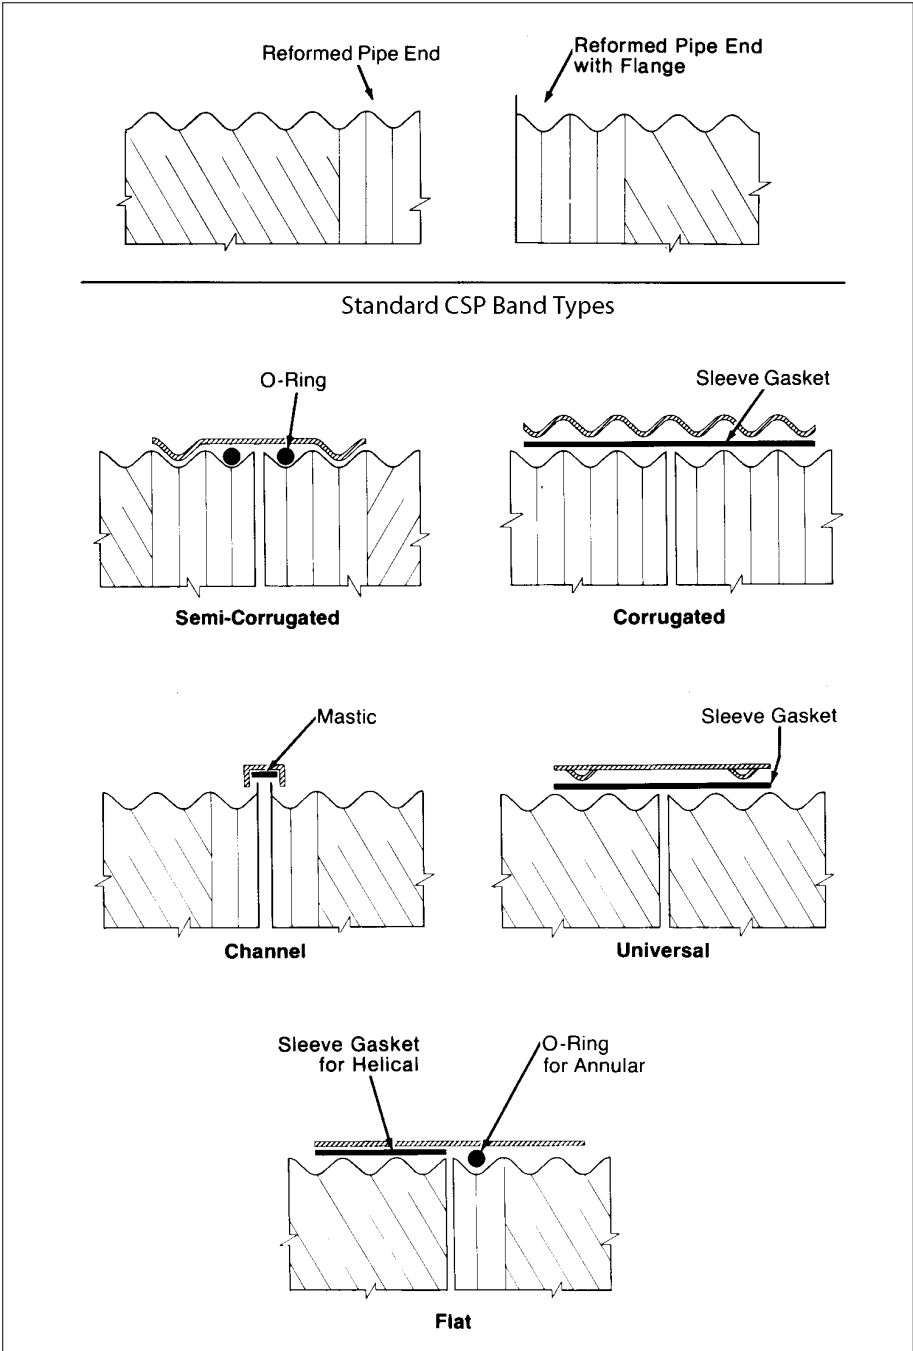 Reformed Pipe End
Reformed Pipe End
with Flange
Standard CSP Band Types
O-Ring
Sleeve Gasket
Semi-Corrugated
Corrugated
Mastic
Sleeve Gasket
Channel
Universal
Sleeve Gasket
for Helical
O-Ring
for Annular
Flat